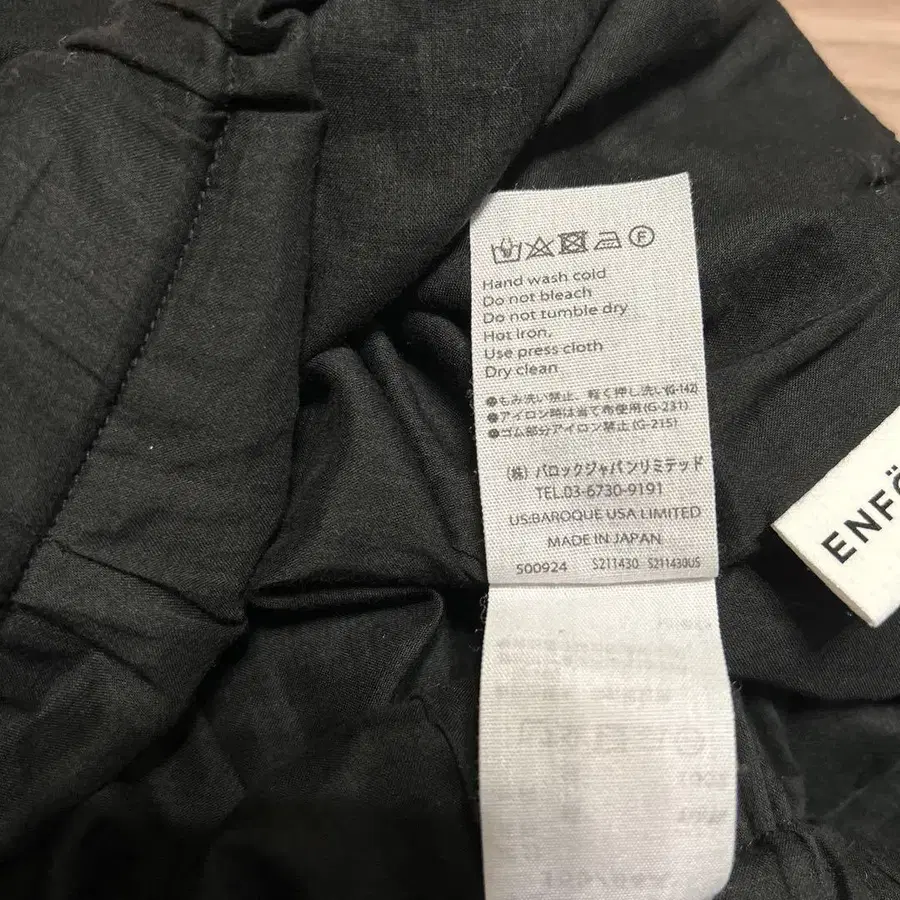 F
Hand wash cold
Do not bleach
Do not tumble dry
Hot iron,
Use press cloth
Dry clean
●もみ洗い禁止、軽く押し洗い(G-142)
●アイロン時は当て布使用(G-231)
●ゴム部分アイロン禁止(G-215)
(株) バロックジャパンリミテッド
TEL.03-6730-9191
US:BAROQUE USA LIMITED
MADE IN JAPAN
500924 S211430 S211430US
ENFÖ